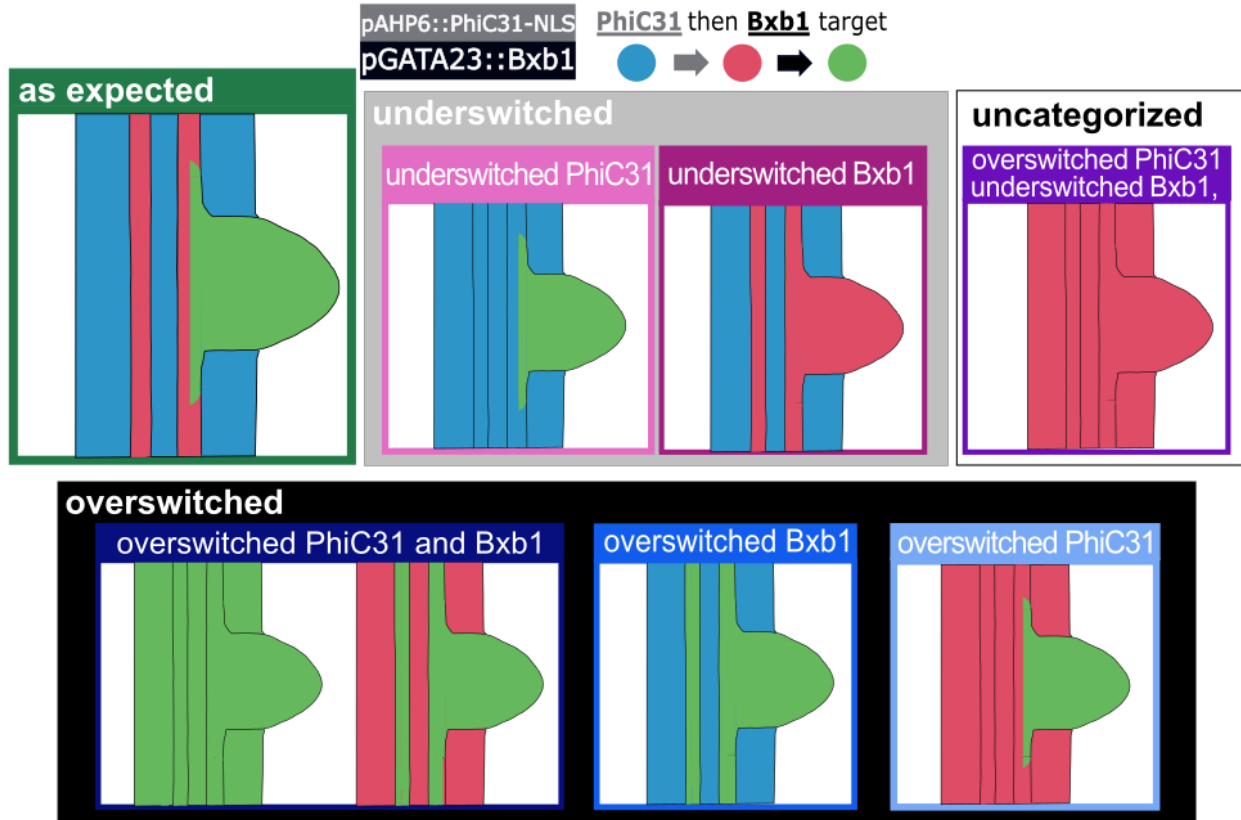 pAHP6::PhiC31-NLS
pGATA23::Bxb1
PhiC31 then Bxb1 target
as expected
underswitched
underswitched PhiC31
underswitched Bxb1
uncategorized
overswitched PhiC31
underswitched Bxb1,
overswitched
overswitched PhiC31 and Bxb1
overswitched Bxb1
overswitched PhiC31